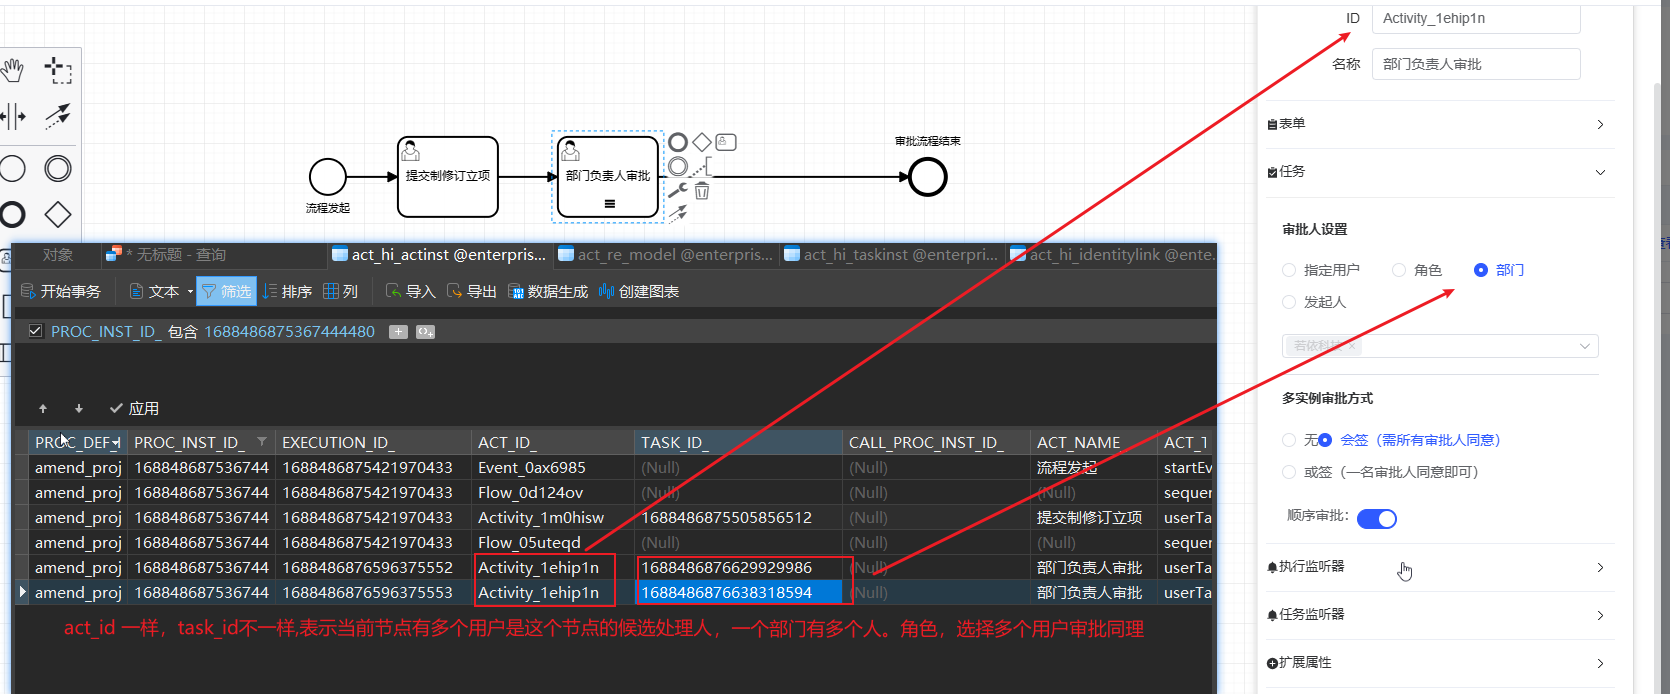 ID Activity_1ehip1n
名称 部门负责人审批
表单
任务
审批人设置
指定用户 角色 部门
发起人
若依科技 ×
多实例审批方式
无 会签（需所有审批人同意）
或签（一名审批人同意即可）
顺序审批：
执行监听器
任务监听器
扩展属性
审批流程结束
提交制修订立项
部门负责人审批
流程发起
对象 * 无标题 - 查询 act_hi_actinst @enterpris... act_re_model @enterpris... act_hi_taskinst @enterpri... act_hi_identitylink @ente.
开始事务 文本 筛选 排序 列 导入 导出 数据生成 创建图表
PROC_INST_ID_ 包含 1688486875367444480
应用
PROC_DEF_I PROC_INST_ID_ EXECUTION_ID_ ACT_ID_ TASK_ID_ CALL_PROC_INST_ID_ ACT_NAME_ ACT_T
amend_proj 168848687536744 1688486875421970433 Event_0ax6985 (Null) (Null) 流程发起 startEv
amend_proj 168848687536744 1688486875421970433 Flow_0d124ov (Null) (Null) (Null) sequer
amend_proj 168848687536744 1688486875421970433 Activity_1m0hisw 1688486875505856512 (Null) 提交制修订立项 userTa
amend_proj 168848687536744 1688486875421970433 Flow_05uteqd (Null) (Null) (Null) sequer
amend_proj 168848687536744 1688486876596375552 Activity_1ehip1n 1688486876629929986 (Null) 部门负责人审批 userTa
amend_proj 168848687536744 1688486876596375553 Activity_1ehip1n 1688486876638318594 (Null) 部门负责人审批 userTa
act_id 一样，task_id不一样,表示当前节点有多个用户是这个节点的候选处理人，一个部门有多个人。角色，选择多个用户审批同理